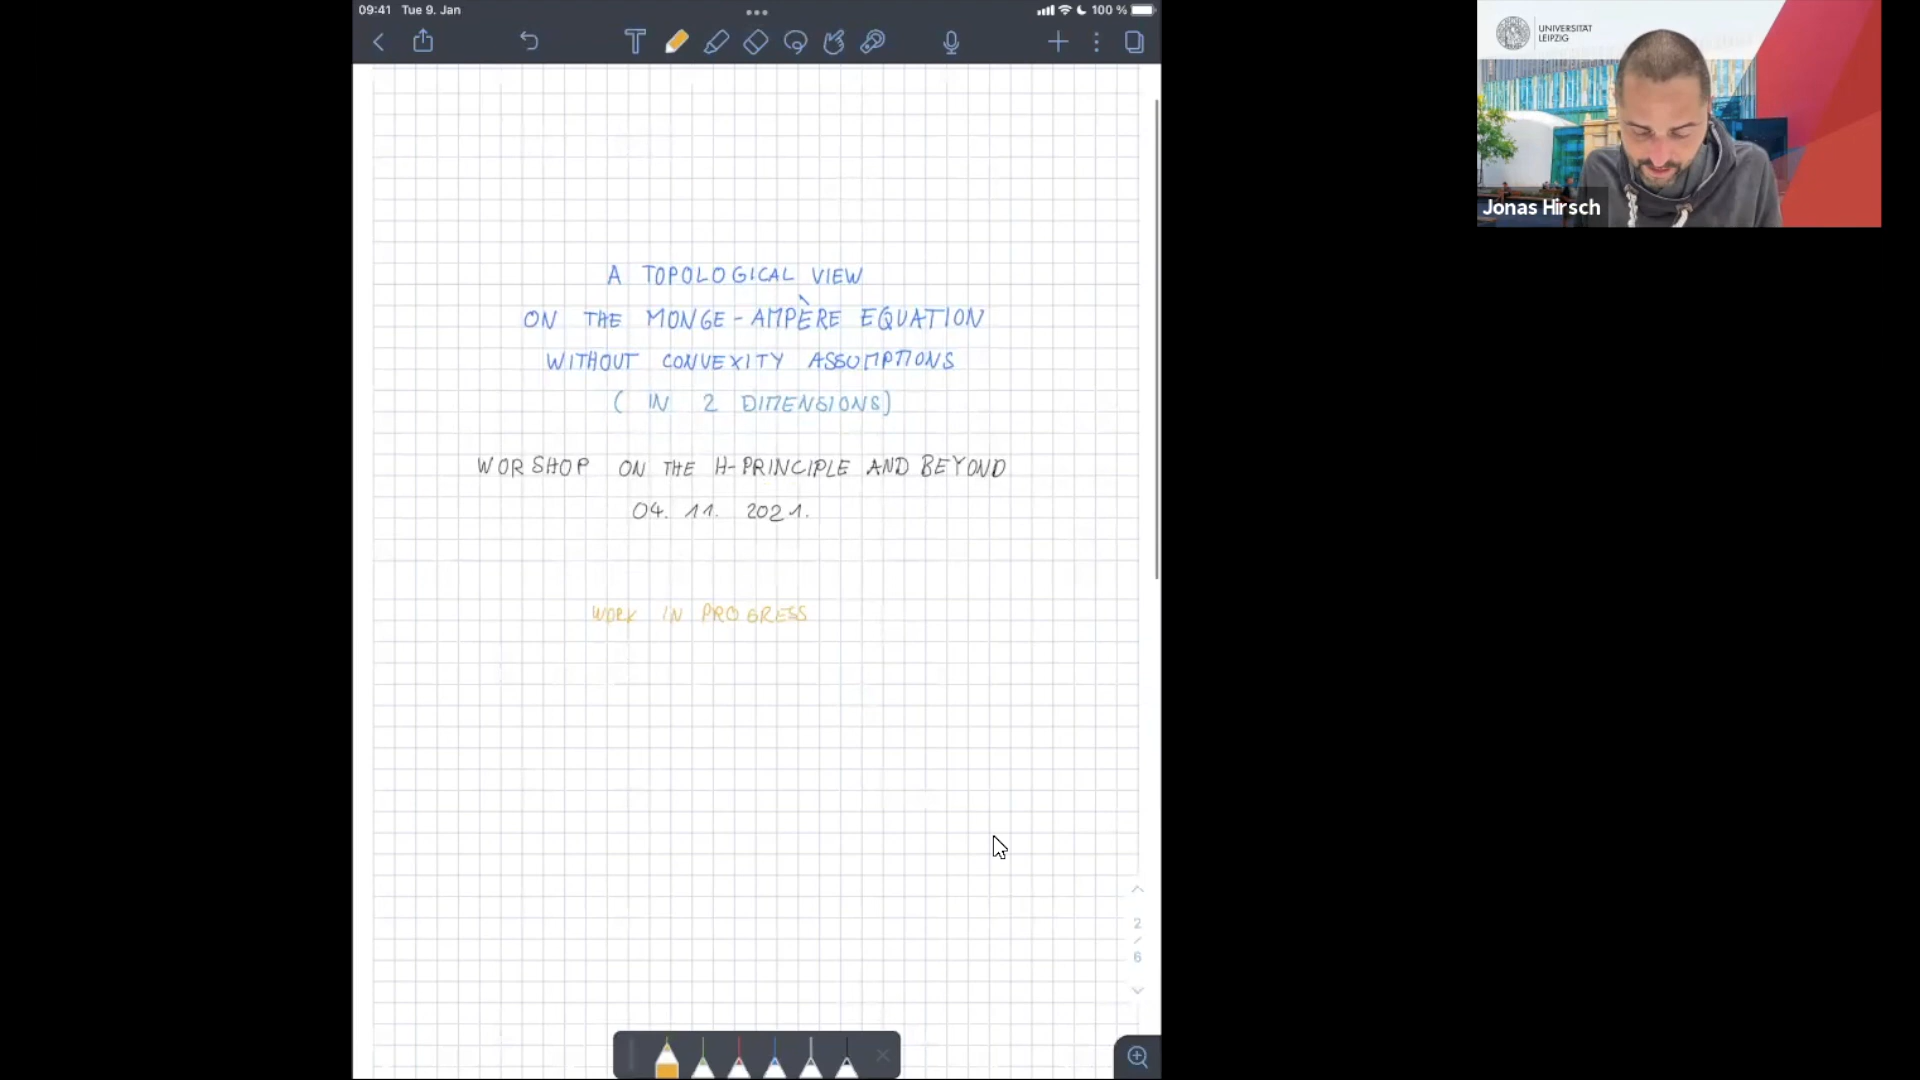 09:41 Tue 9. Jan
100 %
UNIVERSITÄT
LEIPZIG
Jonas Hirsch
A TOPOLOGICAL VIEW
ON THE MONGE-AMPÈRE EQUATION
WITHOUT CONVEXITY ASSUMPTIONS
( IN 2 DIMENSIONS)
WORSHOP ON THE H-PRINCIPLE AND BEYOND
04. 11. 2021.
WORK IN PROGRESS
2
/
6